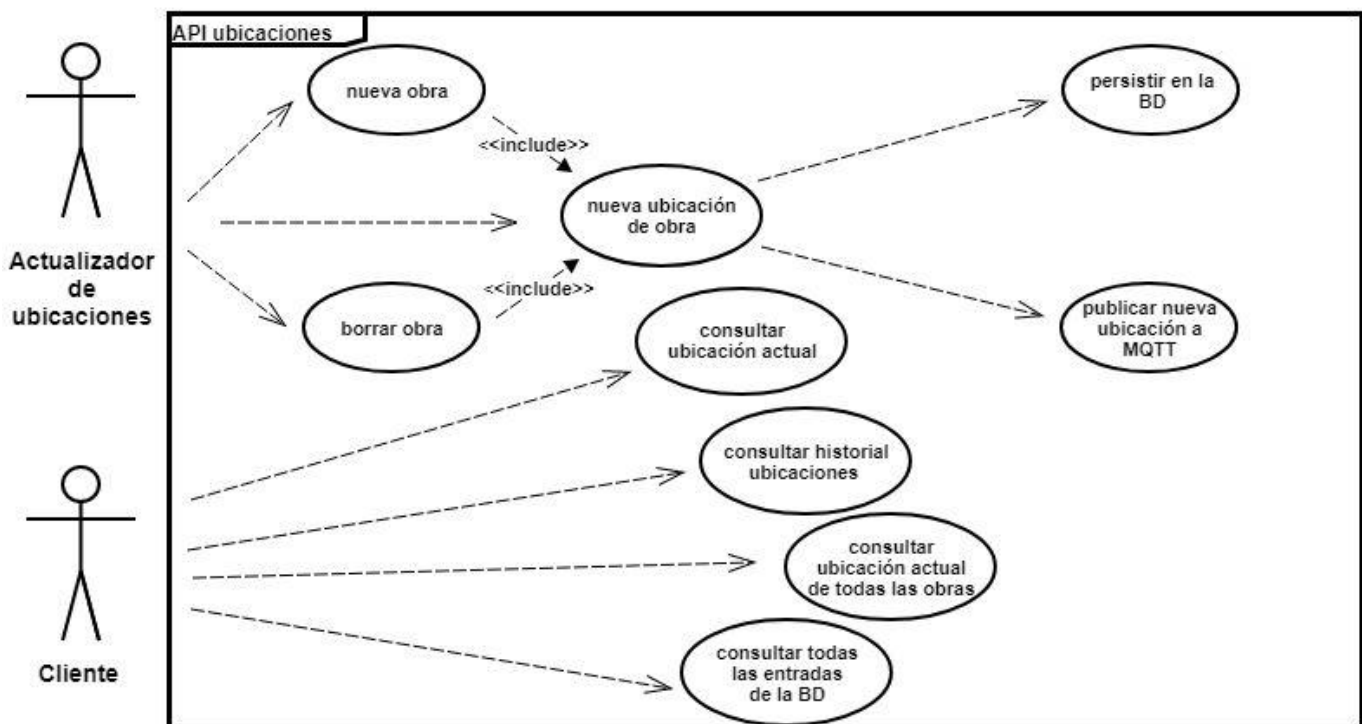 API ubicaciones
nueva obra
persistir en la
BD
<<include>>
nueva ubicación
de obra
Actualizador
de
ubicaciones
<<include>>
borrar obra
publicar nueva
ubicación a
MQTT
consultar
ubicación actual
consultar historial
ubicaciones
consultar
ubicación actual
de todas las obras
Cliente
consultar todas
las entradas
de la BD